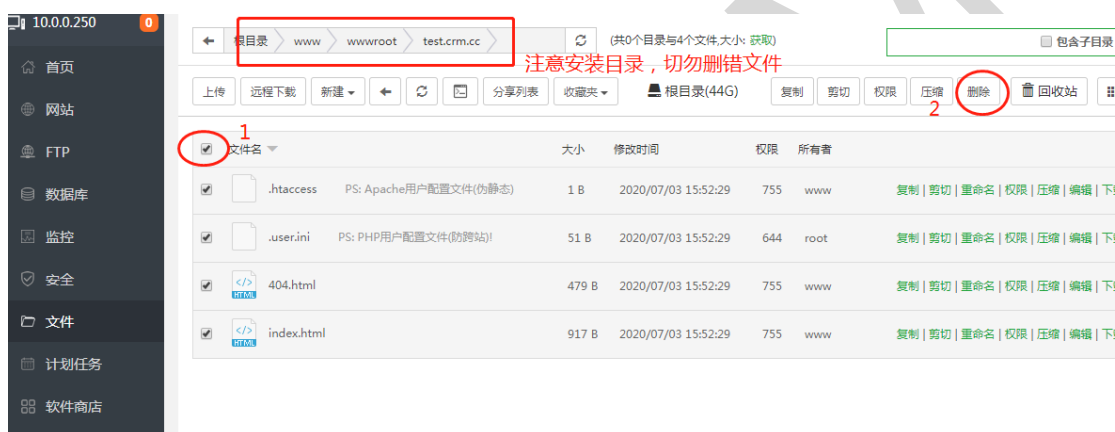 10.0.0.250 0
首页
网站
FTP
数据库
监控
安全
文件
计划任务
软件商店
根目录 www wwwroot test.crm.cc (共0个目录与4个文件,大小: 获取) 包含子目录
注意安装目录，切勿删错文件
上传 远程下载 新建 分享列表 收藏夹 根目录(44G) 复制 剪切 权限 压缩 删除 回收站
1
2
文件名 大小 修改时间 权限 所有者
.htaccess PS: Apache用户配置文件(伪静态) 1 B 2020/07/03 15:52:29 755 www 复制 | 剪切 | 重命名 | 权限 | 压缩 | 编辑 | 下
.user.ini PS: PHP用户配置文件(防跨站)! 51 B 2020/07/03 15:52:29 644 root 复制 | 剪切 | 重命名 | 权限 | 压缩 | 编辑 | 下
404.html 479 B 2020/07/03 15:52:29 755 www 复制 | 剪切 | 重命名 | 权限 | 压缩 | 编辑 | 下
index.html 917 B 2020/07/03 15:52:29 755 www 复制 | 剪切 | 重命名 | 权限 | 压缩 | 编辑 | 下